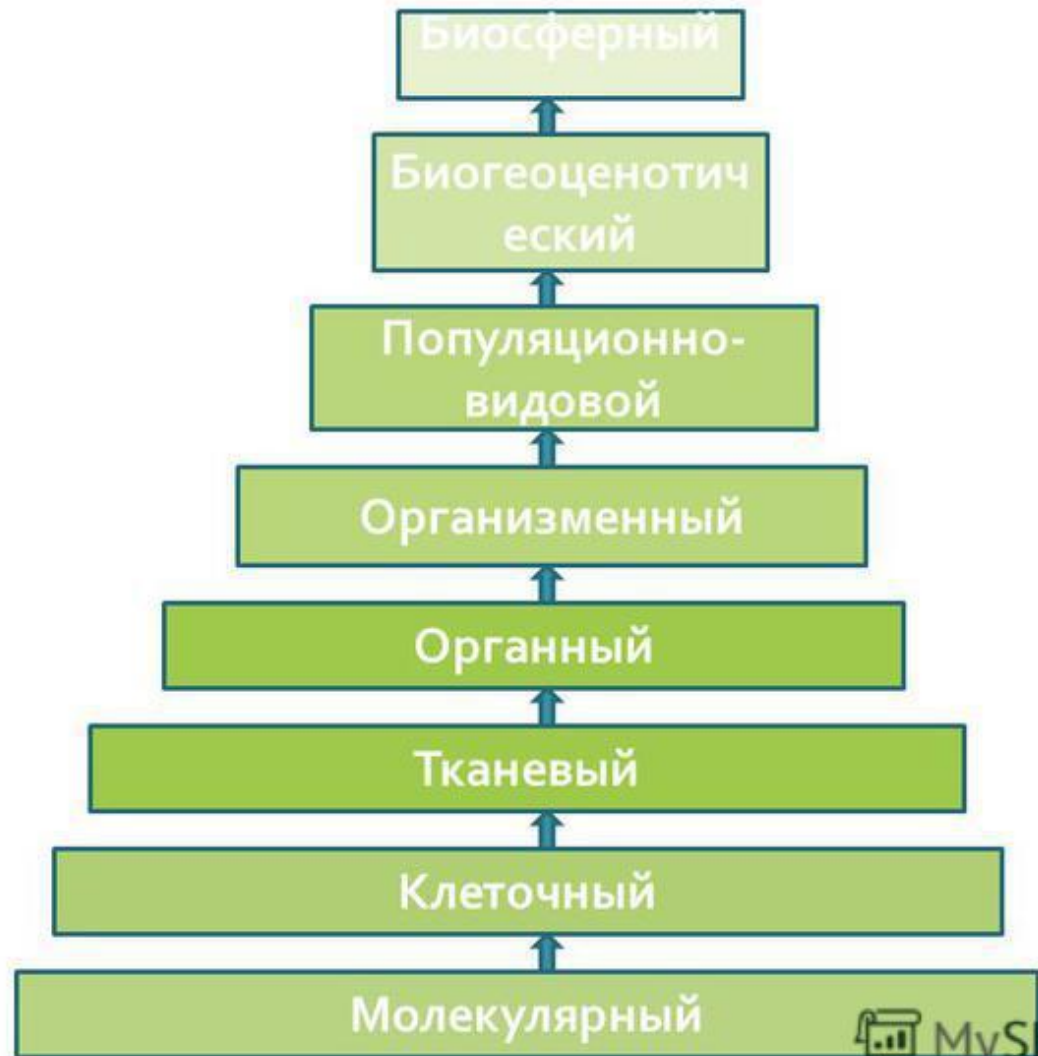 Биосферный
Биогеоценотич
еский
Популяционно-
видовой
Организменный
Органный
Тканевый
Клеточный
Молекулярный